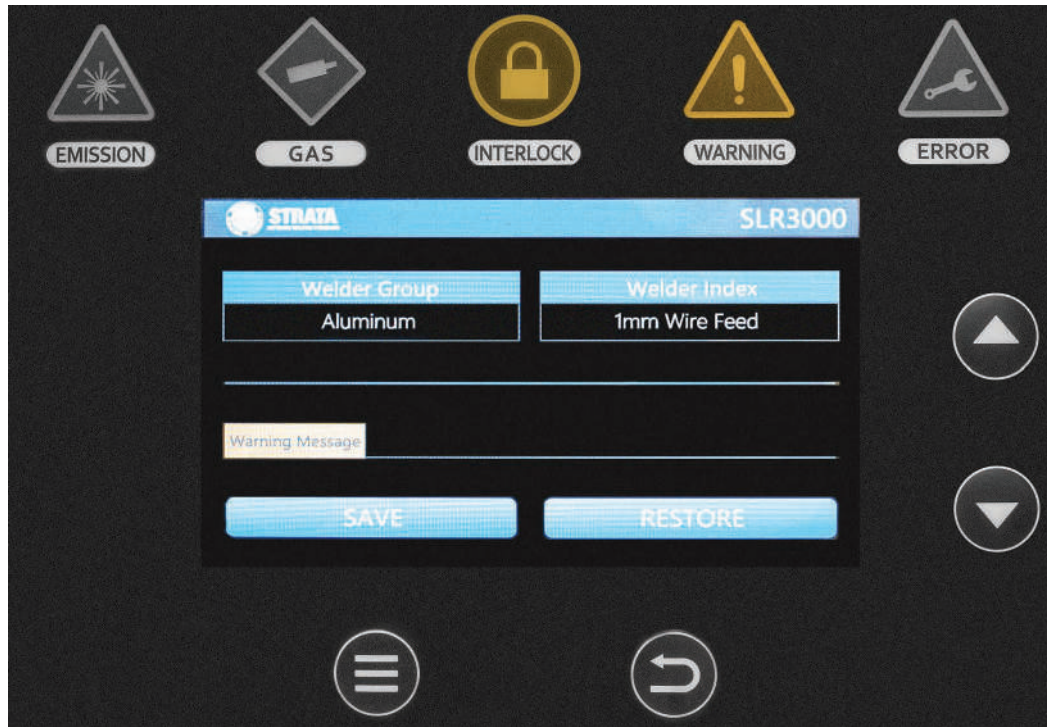 EMISSION
GAS
INTERLOCK
WARNING
ERROR
STRATA
SLR3000
Welder Group
Welder Index
Aluminum
1mm Wire Feed
Warning Message
SAVE
RESTORE